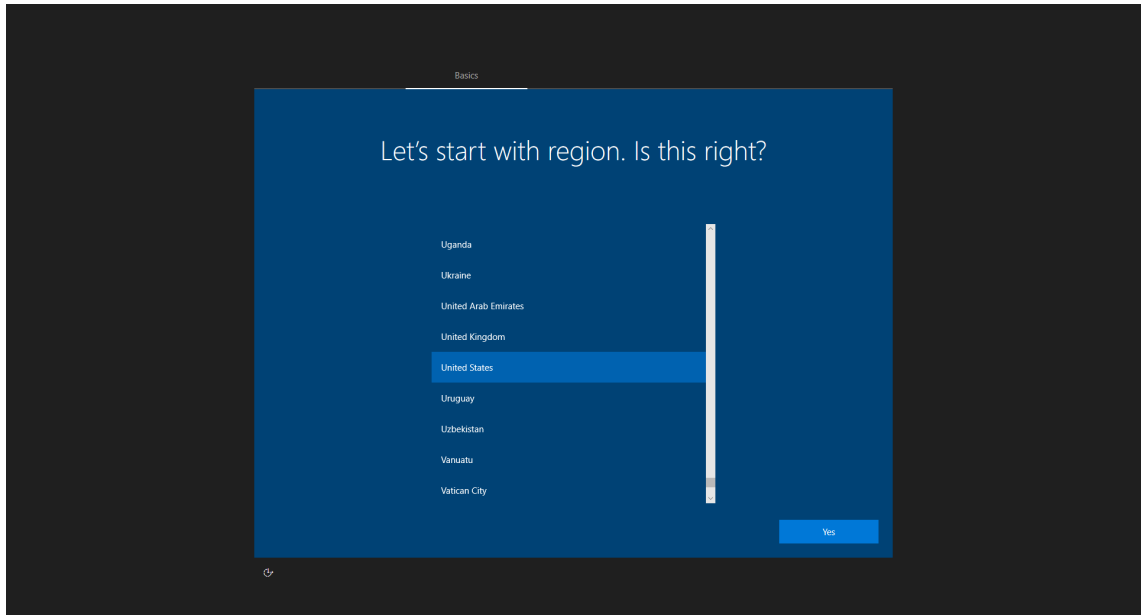 Basics
Let's start with region. Is this right?
Uganda
Ukraine
United Arab Emirates
United Kingdom
United States
Uruguay
Uzbekistan
Vanuatu
Vatican City
Yes